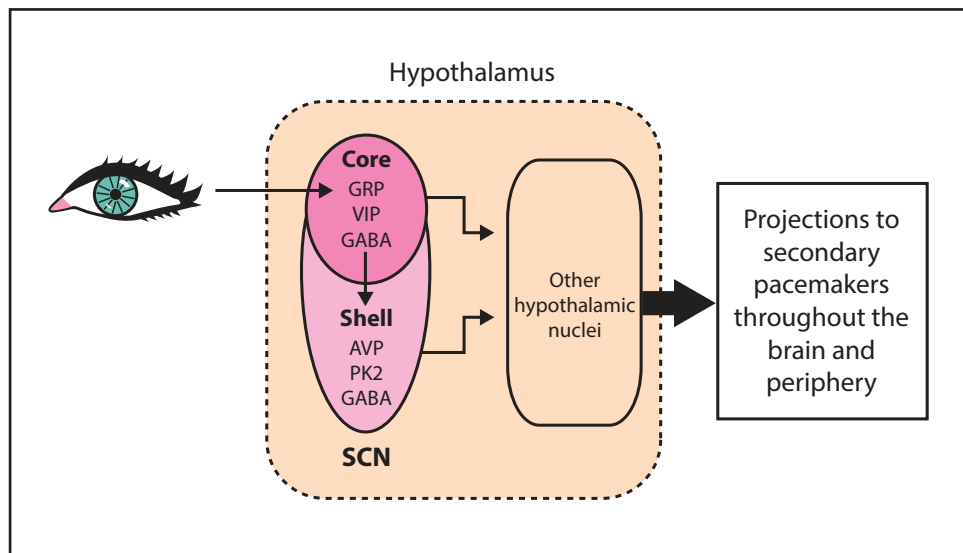 Hypothalamus
Core
GRP
VIP
GABA
Shell
AVP
PK2
GABA
SCN
Other
hypothalamic
nuclei
Projections to
secondary
pacemakers
throughout the
brain and
periphery